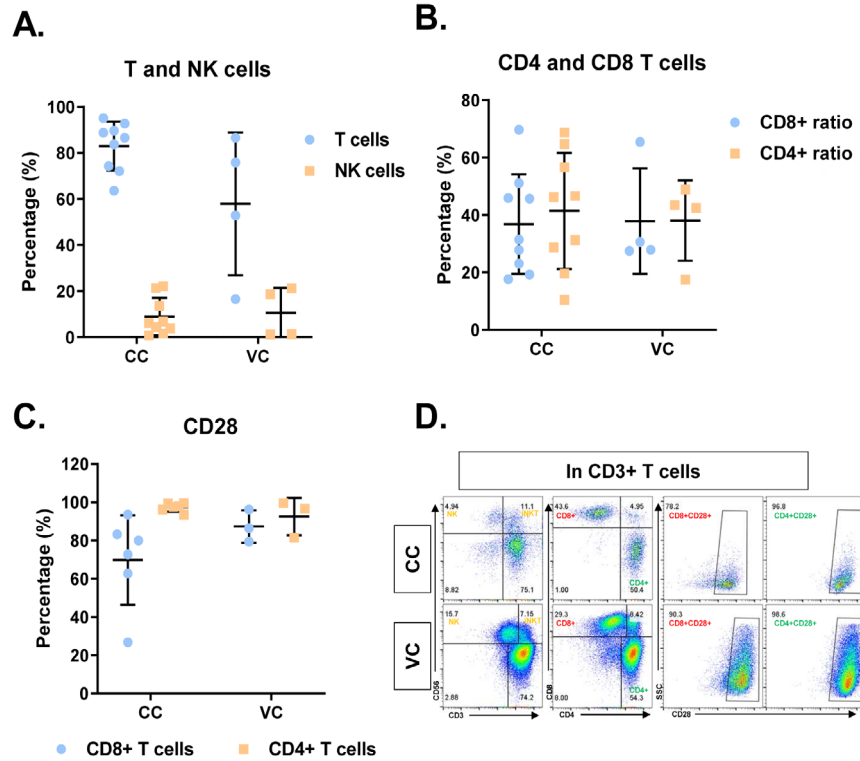 A.
T and NK cells
Percentage (%)
100
80
60
40
20
0
CC
VC
T cells
NK cells
B.
CD4 and CD8 T cells
Percentage (%)
80
60
40
20
0
CC
VC
CD8+ ratio
CD4+ ratio
C.
CD28
Percentage (%)
120
100
80
60
40
20
0
CC
VC
CD8+ T cells
CD4+ T cells
D.
In CD3+ T cells
CC
4.94
NK
11.1
iNKT
8.82
75.1
43.6
CD8+
4.95
1.00
CD4+
50.4
78.2
CD8+CD28+
96.8
CD4+CD28+
VC
15.7
NK
7.15
iNKT
2.88
74.2
29.3
CD8+
8.42
8.00
CD4+
54.3
90.3
CD8+CD28+
98.6
CD4+CD28+
CD56
CD3
CD8
CD4
SSC
CD28